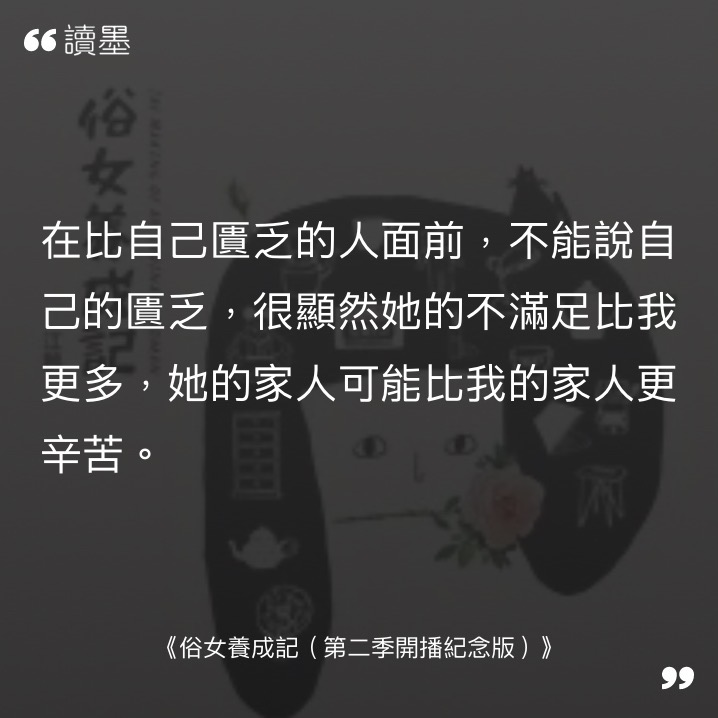 讀墨
在比自己匱乏的人面前，不能說自
己的匱乏，很顯然她的不滿足比我
更多，她的家人可能比我的家人更
辛苦。
《俗女養成記（第二季開播紀念版）》